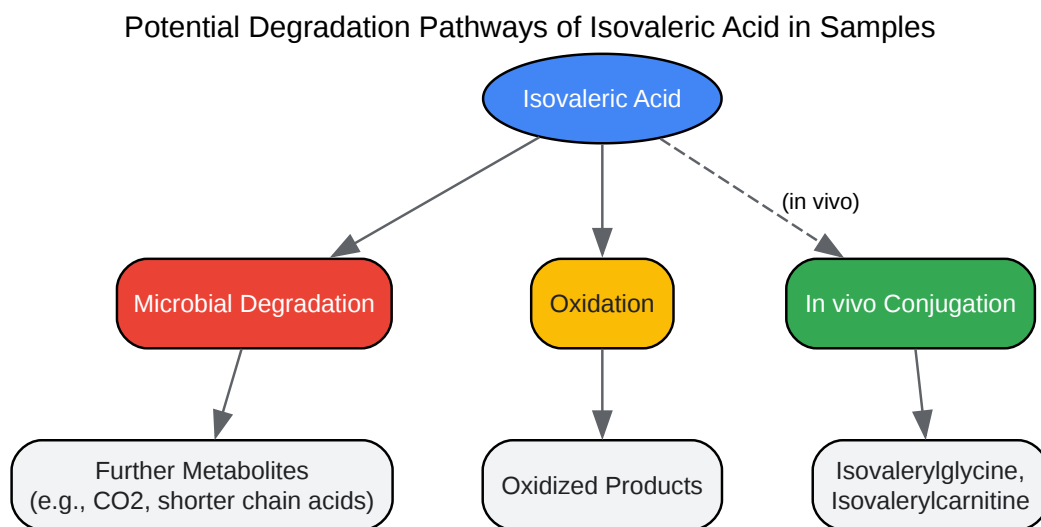 Potential Degradation Pathways of Isovaleric Acid in Samples
Isovaleric Acid
(in vivo)
Microbial Degradation
Oxidation
In vivo Conjugation
Further Metabolites
(e.g., CO2, shorter chain acids)
Oxidized Products
Isovalerylglycine,
Isovalerylcarnitine